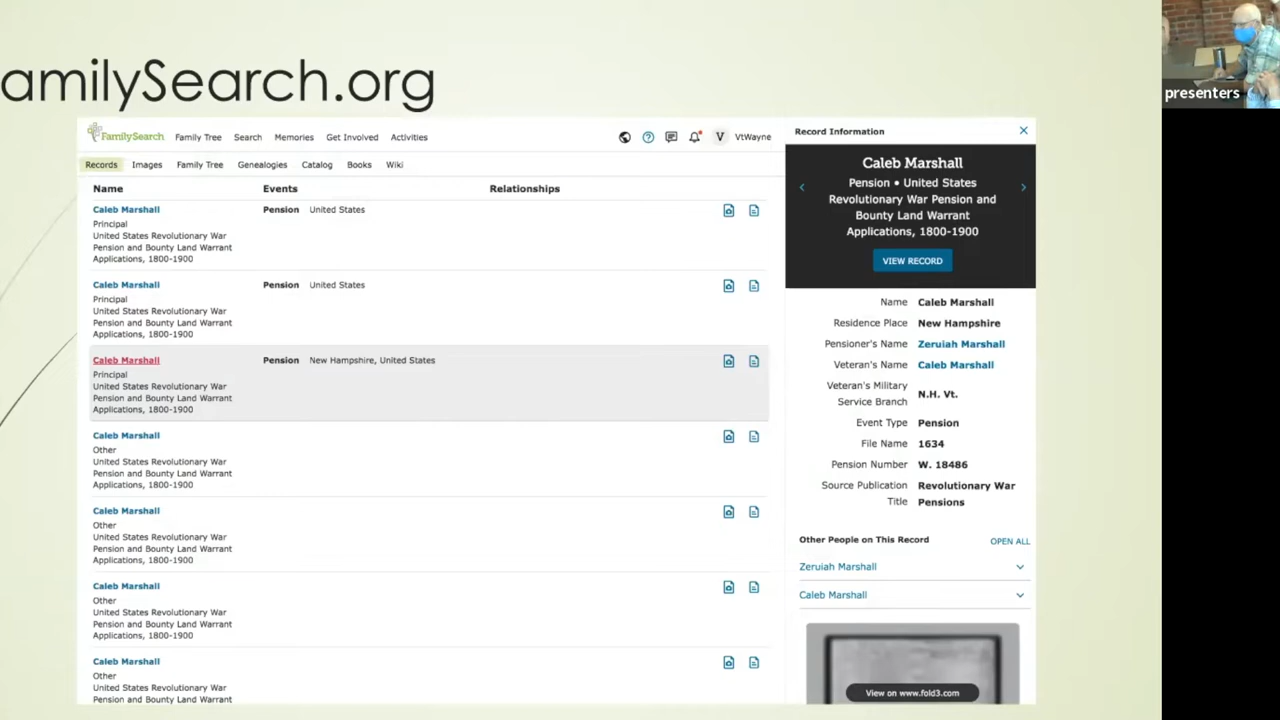 amilySearch.org
presenters
FamilySearch Family Tree Search Memories Get Involved Activities V VtWayne
Records Images Family Tree Genealogies Catalog Books Wiki
Name Events Relationships
Caleb Marshall Pension United States
Principal
United States Revolutionary War
Pension and Bounty Land Warrant
Applications, 1800-1900
Caleb Marshall Pension United States
Principal
United States Revolutionary War
Pension and Bounty Land Warrant
Applications, 1800-1900
Caleb Marshall Pension New Hampshire, United States
Principal
United States Revolutionary War
Pension and Bounty Land Warrant
Applications, 1800-1900
Caleb Marshall
Other
United States Revolutionary War
Pension and Bounty Land Warrant
Applications, 1800-1900
Caleb Marshall
Other
United States Revolutionary War
Pension and Bounty Land Warrant
Applications, 1800-1900
Caleb Marshall
Other
United States Revolutionary War
Pension and Bounty Land Warrant
Applications, 1800-1900
Caleb Marshall
Other
United States Revolutionary War
Pension and Bounty Land Warrant
Record Information
Caleb Marshall
Pension • United States
Revolutionary War Pension and
Bounty Land Warrant
Applications, 1800-1900
VIEW RECORD
Name Caleb Marshall
Residence Place New Hampshire
Pensioner's Name Zeruiah Marshall
Veteran's Name Caleb Marshall
Veteran's Military
Service Branch N.H. Vt.
Event Type Pension
File Name 1634
Pension Number W. 18486
Source Publication Revolutionary War
Title Pensions
Other People on This Record OPEN ALL
Zeruiah Marshall
Caleb Marshall
View on www.fold3.com